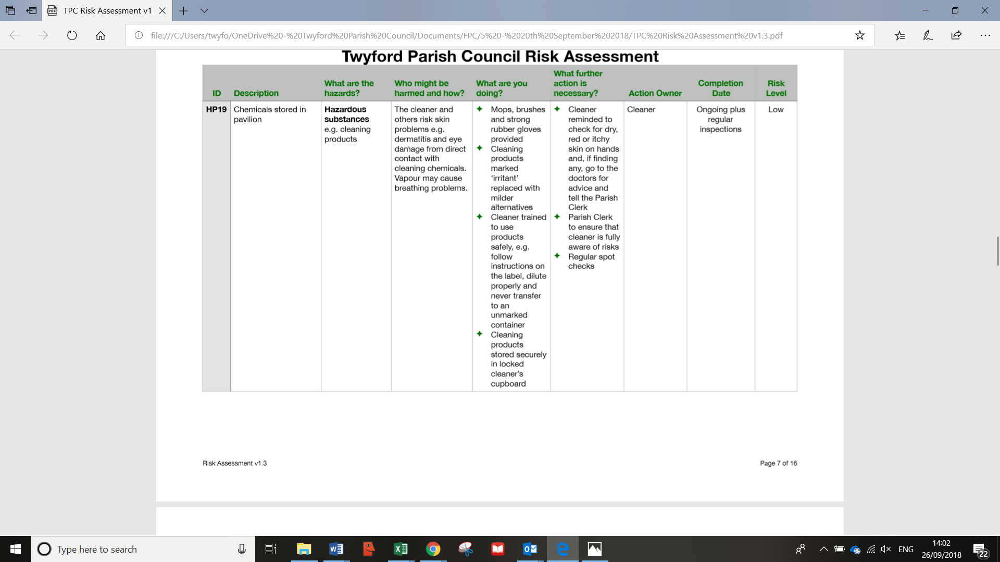 TPC Risk Assessment v1
file:///C:/Users/twyfo/OneDrive%20-%20Twyford%20Parish%20Council/Documents/FPC/5%20-%2020th%20September%202018/TPC%20Risk%20Assessment%20v1.3.pdf
Twyford Parish Council Risk Assessment
ID
Description
What are the
hazards?
Who might be
harmed and how?
What are you
doing?
What further
action is
necessary?
Action Owner
Completion
Date
Risk
Level
HP19
Chemicals stored in
pavilion
Hazardous
substances
e.g. cleaning
products
The cleaner and
others risk skin
problems e.g.
dermatitis and eye
damage from direct
contact with
cleaning chemicals.
Vapour may cause
breathing problems.
✦ Mops, brushes
and strong
rubber gloves
provided
✦ Cleaning
products
marked
‘irritant’
replaced with
milder
alternatives
✦ Cleaner trained
to use
products
safely, e.g.
follow
instructions on
the label, dilute
properly and
never transfer
to an
unmarked
container
✦ Cleaning
products
stored securely
in locked
cleaner’s
cupboard
✦ Cleaner
reminded to
check for dry,
red or itchy
skin on hands
and, if finding
any, go to the
doctors for
advice and
tell the Parish
Clerk
✦ Parish Clerk
to ensure that
cleaner is fully
aware of risks
✦ Regular spot
checks
Cleaner
Ongoing plus
regular
inspections
Low
Risk Assessment v1.3
Page 7 of 16
Type here to search
ENG
14:02
26/09/2018
22